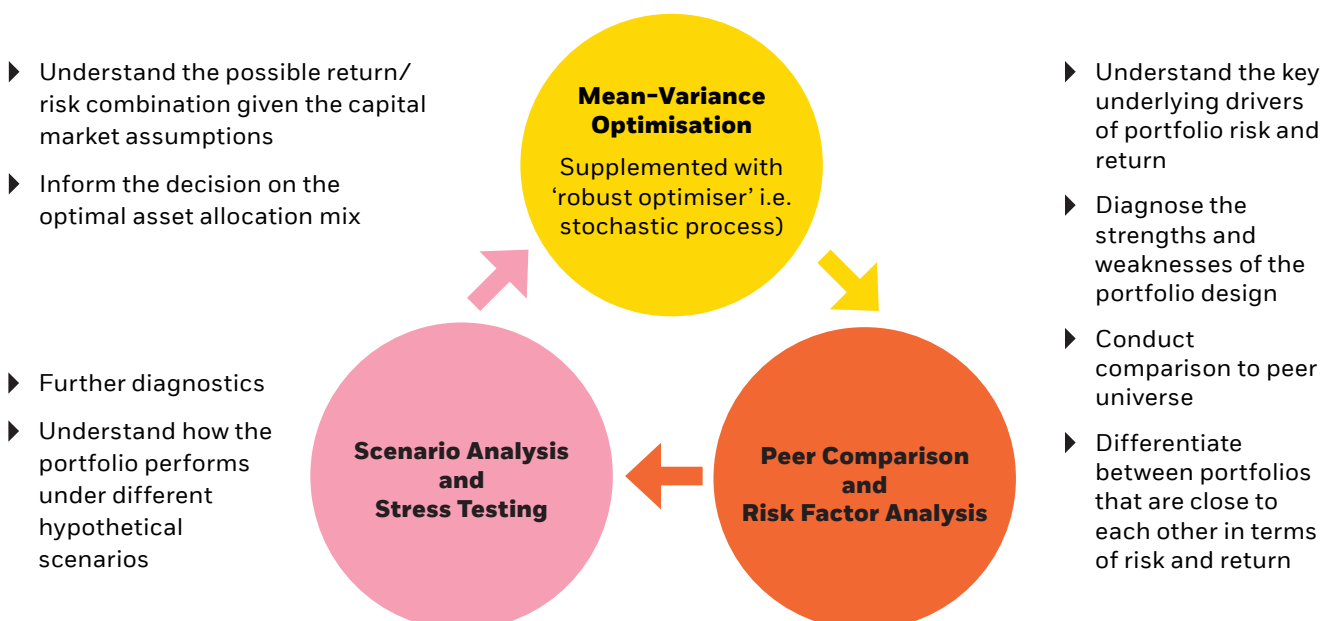 Understand the possible return/
risk combination given the capital
market assumptions
Inform the decision on the
optimal asset allocation mix
Mean-Variance
Optimisation
Supplemented with
‘robust optimiser’ i.e.
stochastic process)
Understand the key
underlying drivers
of portfolio risk and
return
Diagnose the
strengths and
weaknesses of the
portfolio design
Conduct
comparison to peer
universe
Differentiate
between portfolios
that are close to
each other in terms
of risk and return
Peer Comparison
and
Risk Factor Analysis
Scenario Analysis
and
Stress Testing
Further diagnostics
Understand how the
portfolio performs
under different
hypothetical
scenarios